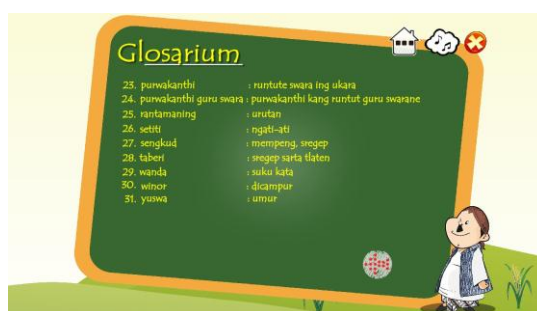 Glosarium
23. purwakanthi : runtute swara ing ukara
24. purwakanthi guru swara : purwakanthi kang runtut guru swarane
25. rantamaning : urutan
26. setiti : ngati-ati
27. sengkud : mempeng, sregep
28. taberi : sregep sarta tlaten
29. wanda : suku kata
30. winor : dicampur
31. yuswa : umur